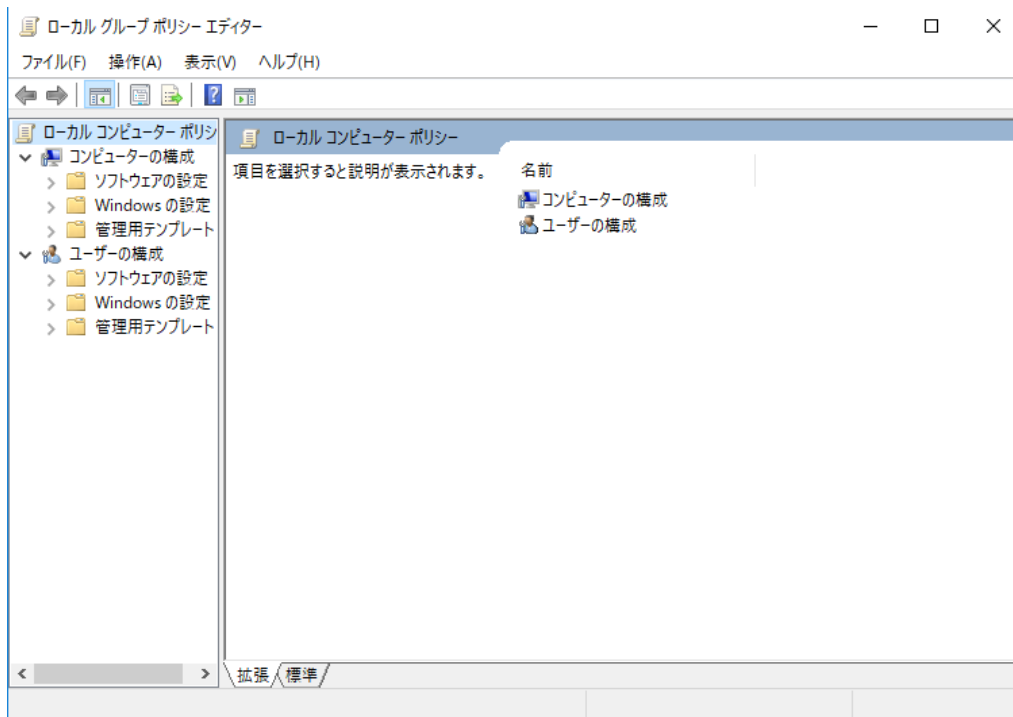 ローカル グループ ポリシー エディター
ファイル(F) 操作(A) 表示(V) ヘルプ(H)
ローカル コンピューター ポリシ
コンピューターの構成
ソフトウェアの設定
Windows の設定
管理用テンプレート
ユーザーの構成
ソフトウェアの設定
Windows の設定
管理用テンプレート
ローカル コンピューター ポリシー
項目を選択すると説明が表示されます。
名前
コンピューターの構成
ユーザーの構成
拡張 標準